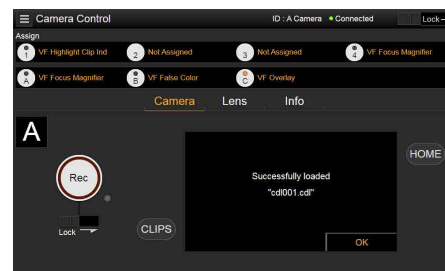 Camera Control
ID : A Camera
Connected
Lock
Assign
1 VF Highlight Clip Ind
2 Not Assigned
3 Not Assigned
4 VF Focus Magnifier
A VF Focus Magnifier
B VF False Color
C VF Overlay
Camera Lens Info
A
HOME
Rec
Successfully loaded
"cdl001.cdl"
Lock
CLIPS
OK